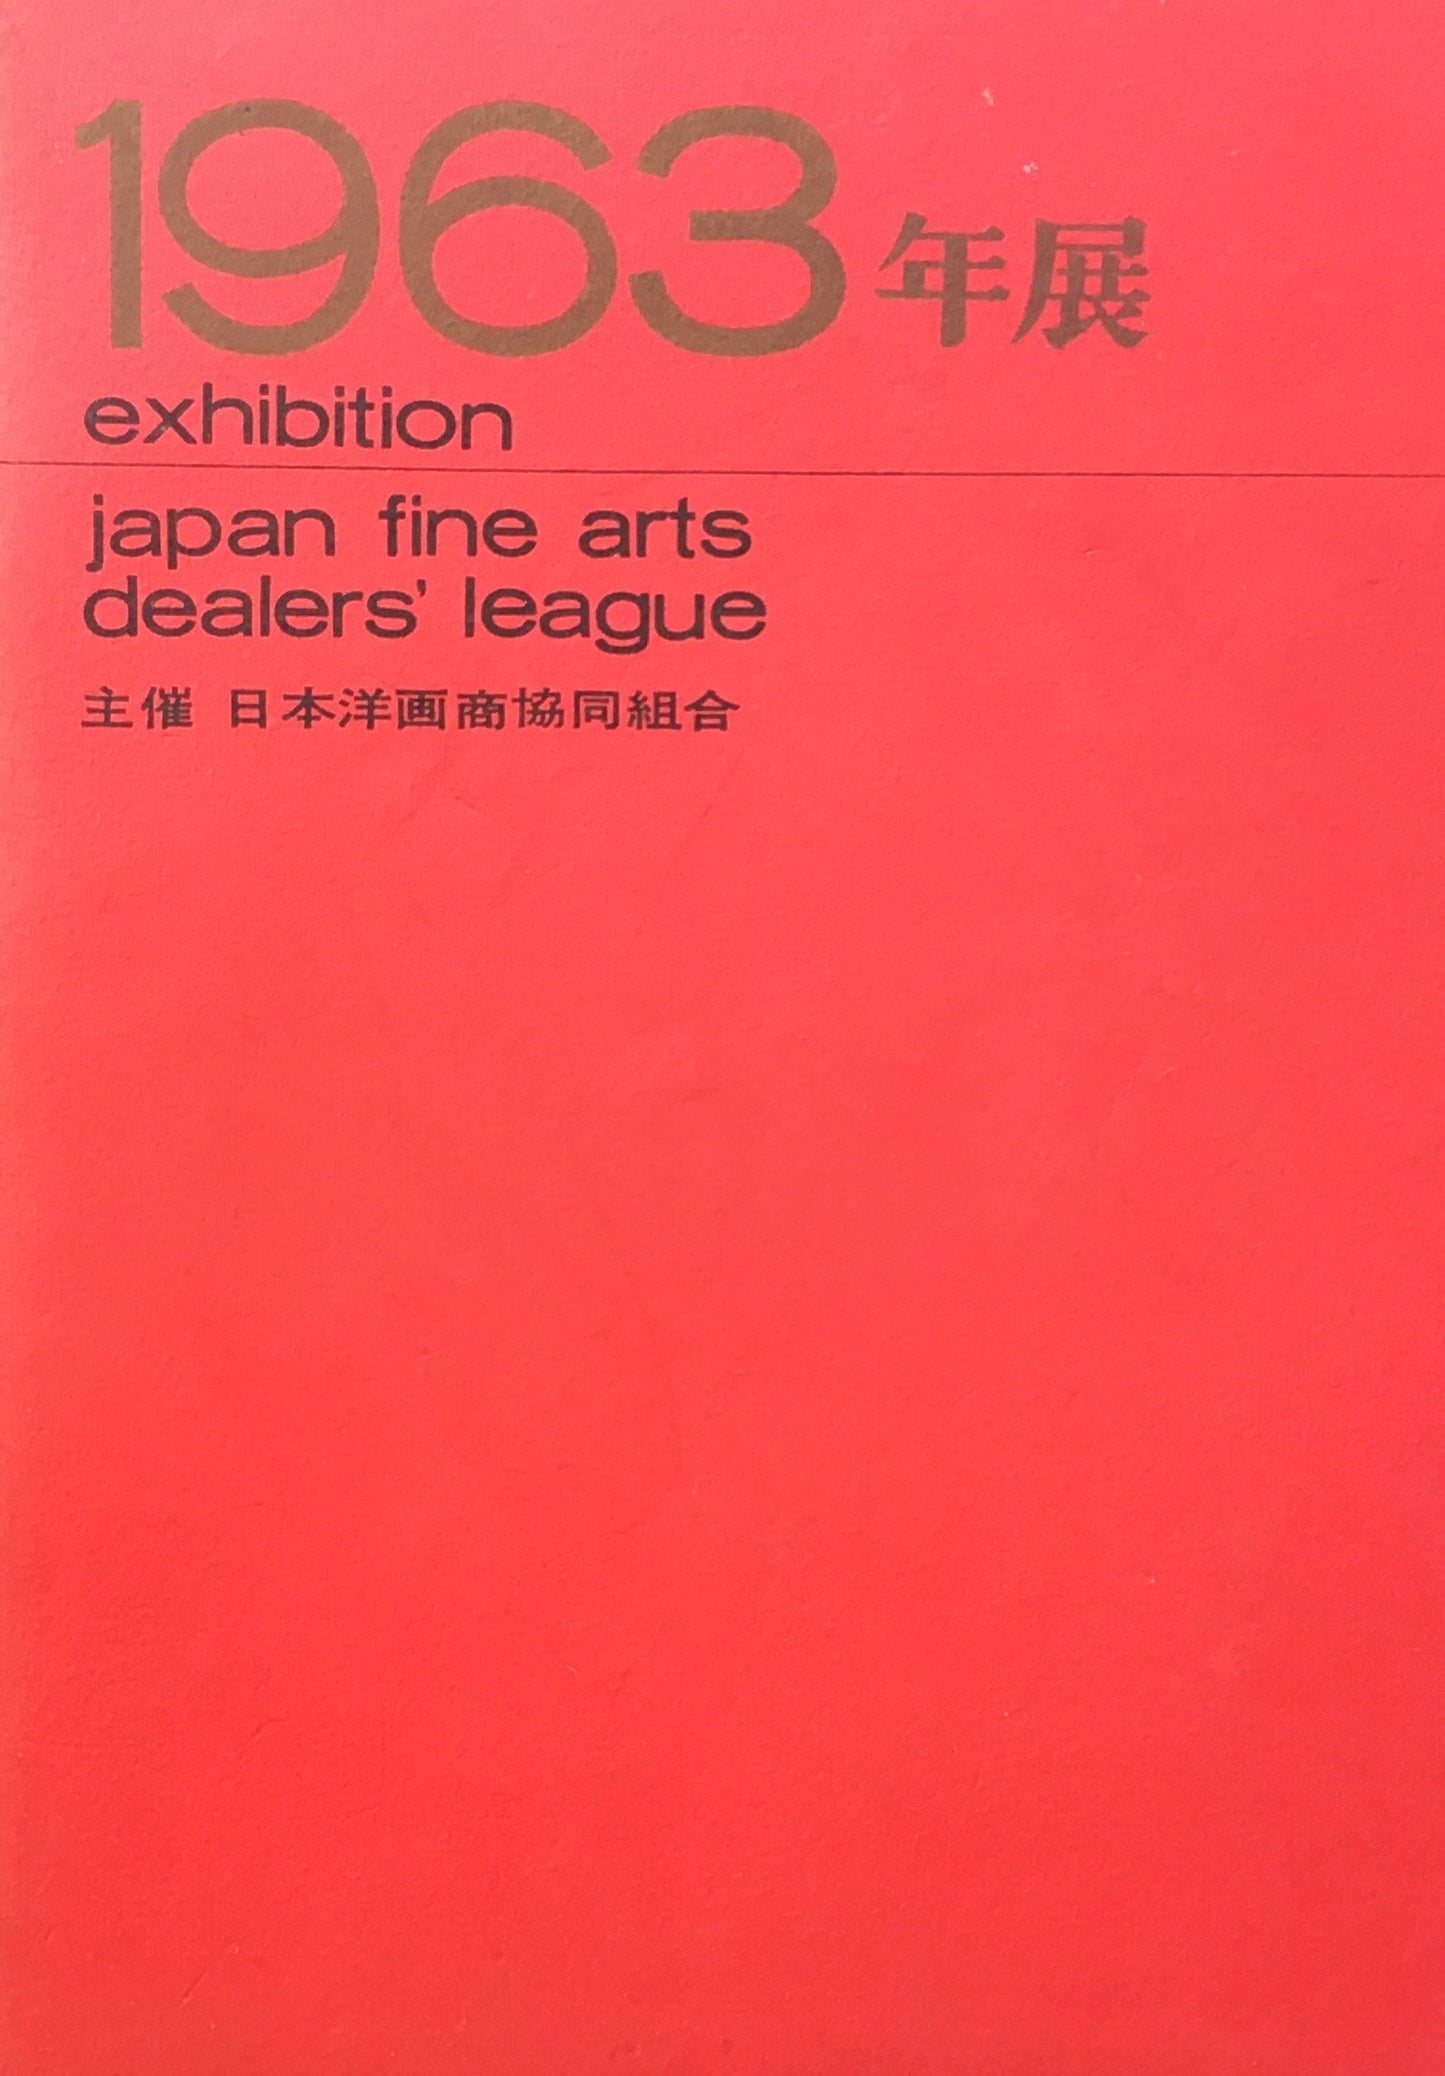 1963年展
exhibition
japan fine arts
dealers' league
主催 日本洋画商協同組合